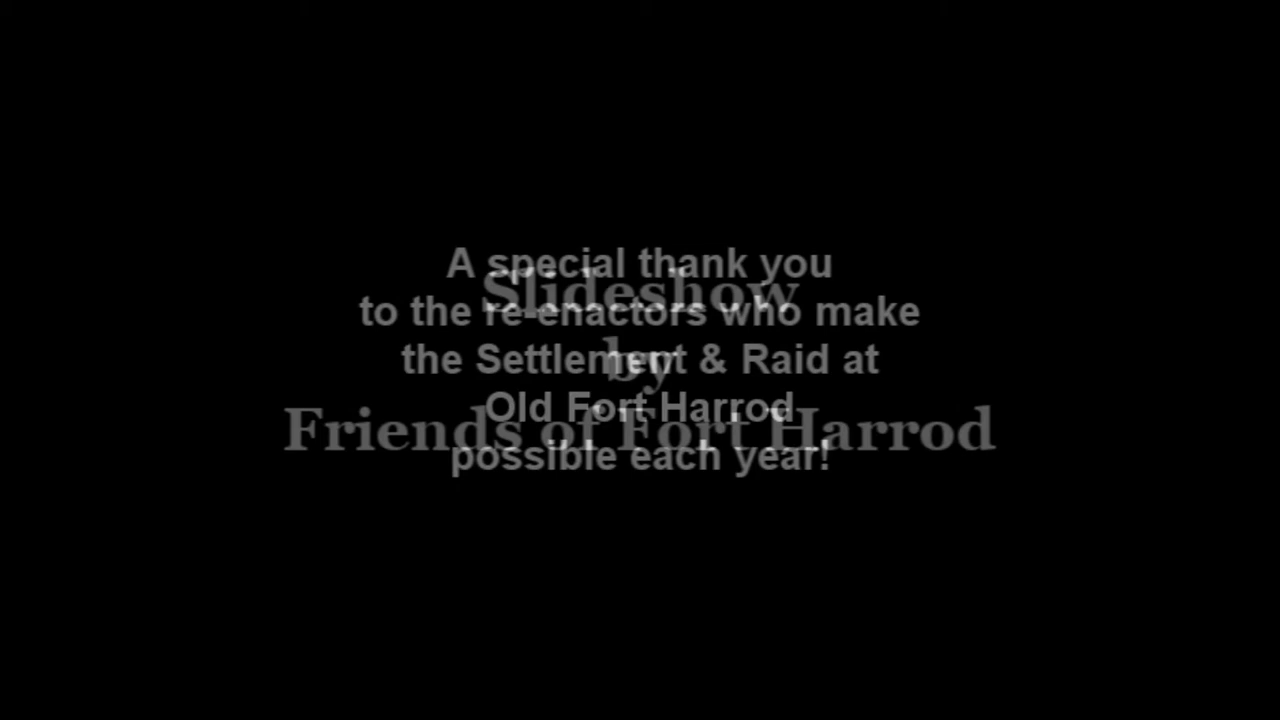 A special thank you
to the re-enactors who make
the Settlement & Raid at
Old Fort Harrod
possible each year!
Slideshow
by
Friends of Fort Harrod